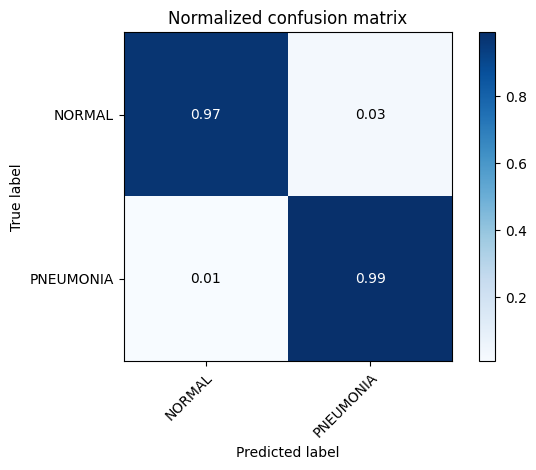 Normalized confusion matrix
True label
NORMAL
0.97
0.03
PNEUMONIA
0.01
0.99
NORMAL
PNEUMONIA
Predicted label
0.8
0.6
0.4
0.2